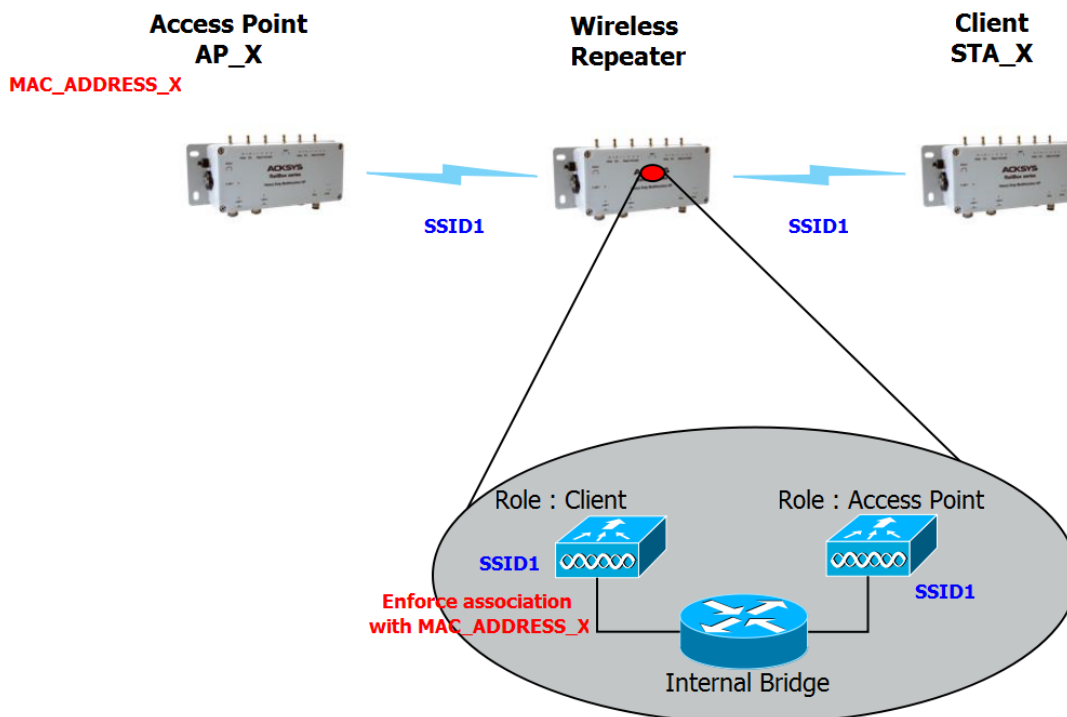 Access Point
AP_X
Wireless
Repeater
Client
STA_X
MAC_ADDRESS_X
ACKSYS
ACKSYS
SSID1
SSID1
Role : Client
Role : Access Point
SSID1
SSID1
Enforce association
with MAC_ADDRESS_X
Internal Bridge